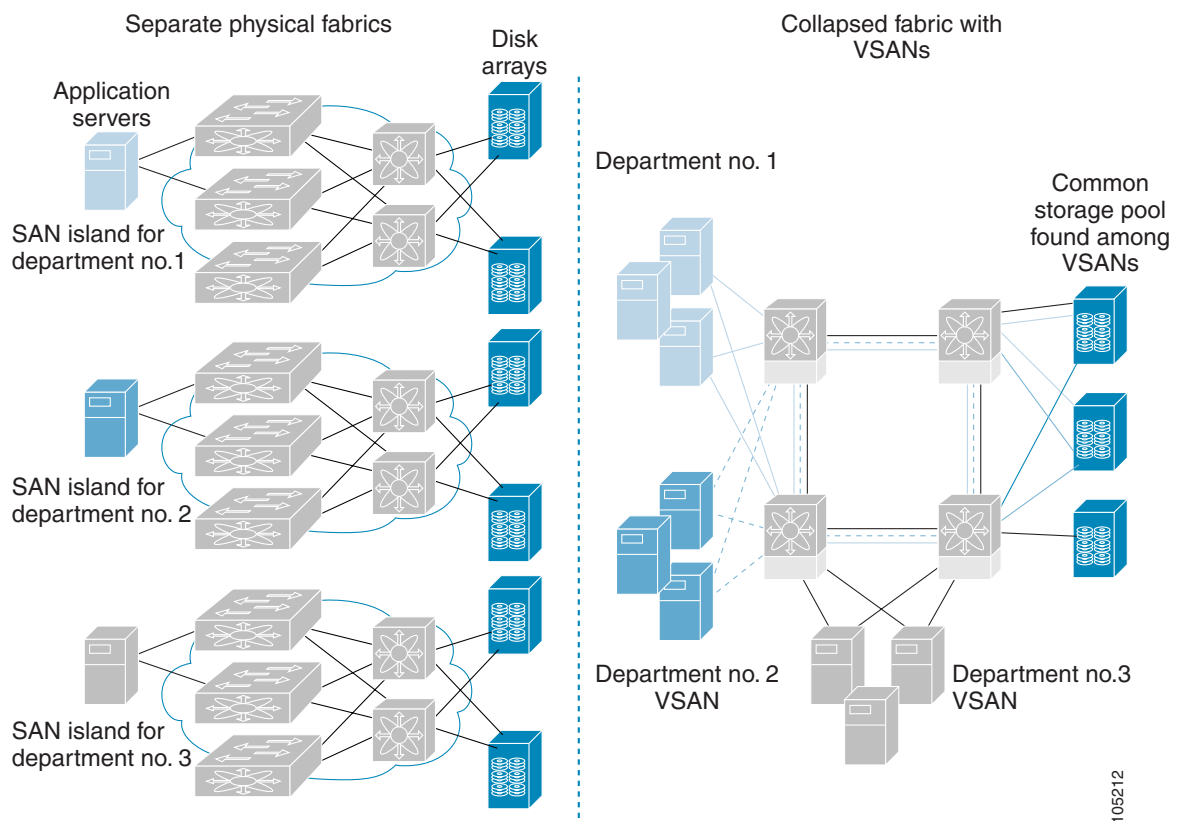 Separate physical fabrics
Disk
arrays
Application
servers
SAN island for
department no.1
SAN island for
department no. 2
SAN island for
department no. 3
Collapsed fabric with
VSANs
Department no. 1
Common
storage pool
found among
VSANs
Department no. 2
VSAN
Department no.3
VSAN
105212